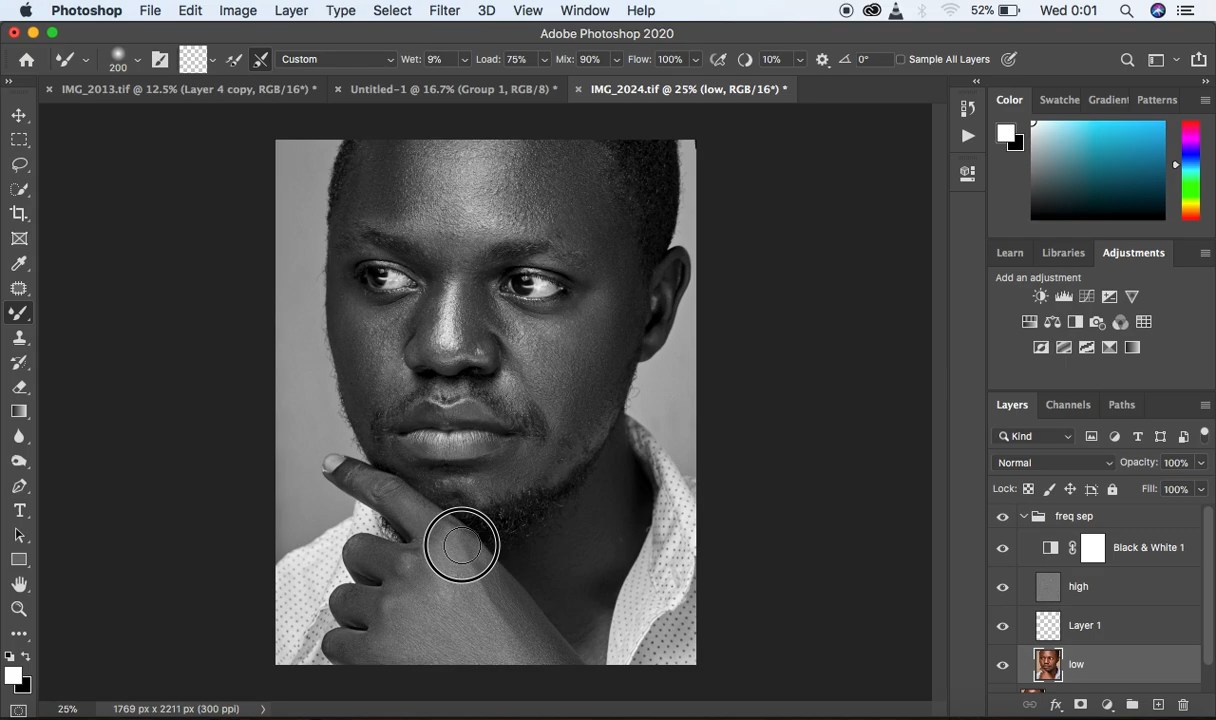 Photoshop File Edit Image Layer Type Select Filter 3D View Window Help 52% Wed 0:01
Adobe Photoshop 2020
200 Custom Wet: 9% Load: 75% Mix: 90% Flow: 100% 10% 0° Sample All Layers
IMG_2013.tif @ 12.5% (Layer 4 copy, RGB/16*) * Untitled-1 @ 16.7% (Group 1, RGB/8) * IMG_2024.tif @ 25% (low, RGB/16*) *
Color Swatche Gradient Patterns
Learn Libraries Adjustments
Add an adjustment
Layers Channels Paths
Kind
Normal Opacity: 100%
Lock: Fill: 100%
freq sep
Black & White 1
high
Layer 1
low
25% 1769 px x 2211 px (300 ppi)